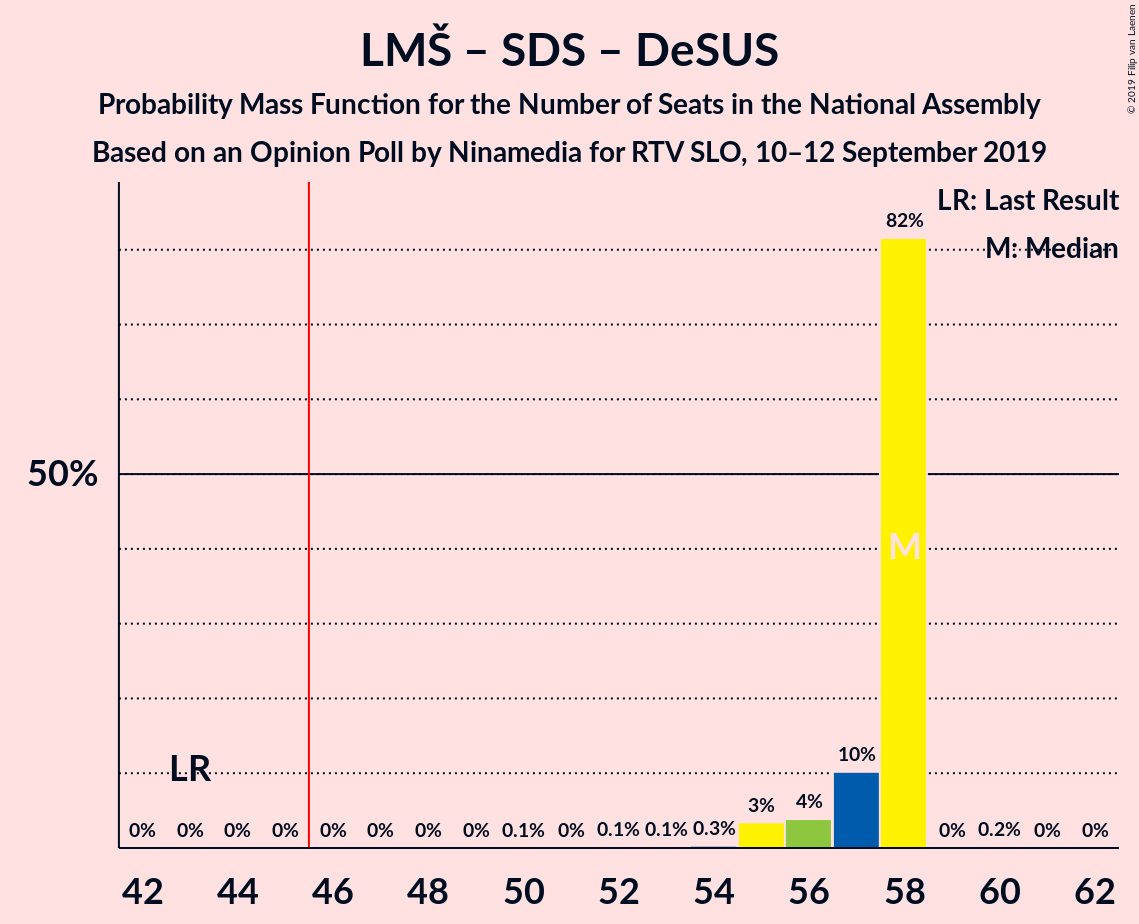 LMŠ – SDS – DeSUS
Probability Mass Function for the Number of Seats in the National Assembly
Based on an Opinion Poll by Ninamedia for RTV SLO, 10–12 September 2019
© 2019 Filip van Laenen
LR: Last Result
M: Median
82%
50%
M
LR
10%
3% 4%
0% 0% 0% 0% 0% 0% 0% 0% 0.1% 0% 0.1% 0.1% 0.3% 0% 0.2% 0% 0%
42 44 46 48 50 52 54 56 58 60 62